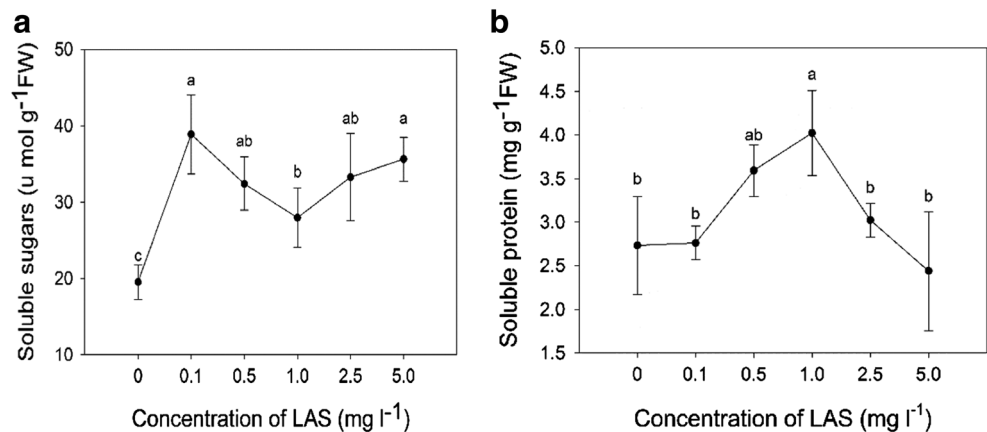 a
Soluble sugars (u mol g⁻¹FW)
50
40
30
20
10
c
a
ab
b
ab
a
0 0.1 0.5 1.0 2.5 5.0
Concentration of LAS (mg l⁻¹)
b
Soluble protein (mg g⁻¹FW)
5.0
4.5
4.0
3.5
3.0
2.5
2.0
1.5
b
b
ab
a
b
b
0 0.1 0.5 1.0 2.5 5.0
Concentration of LAS (mg l⁻¹)